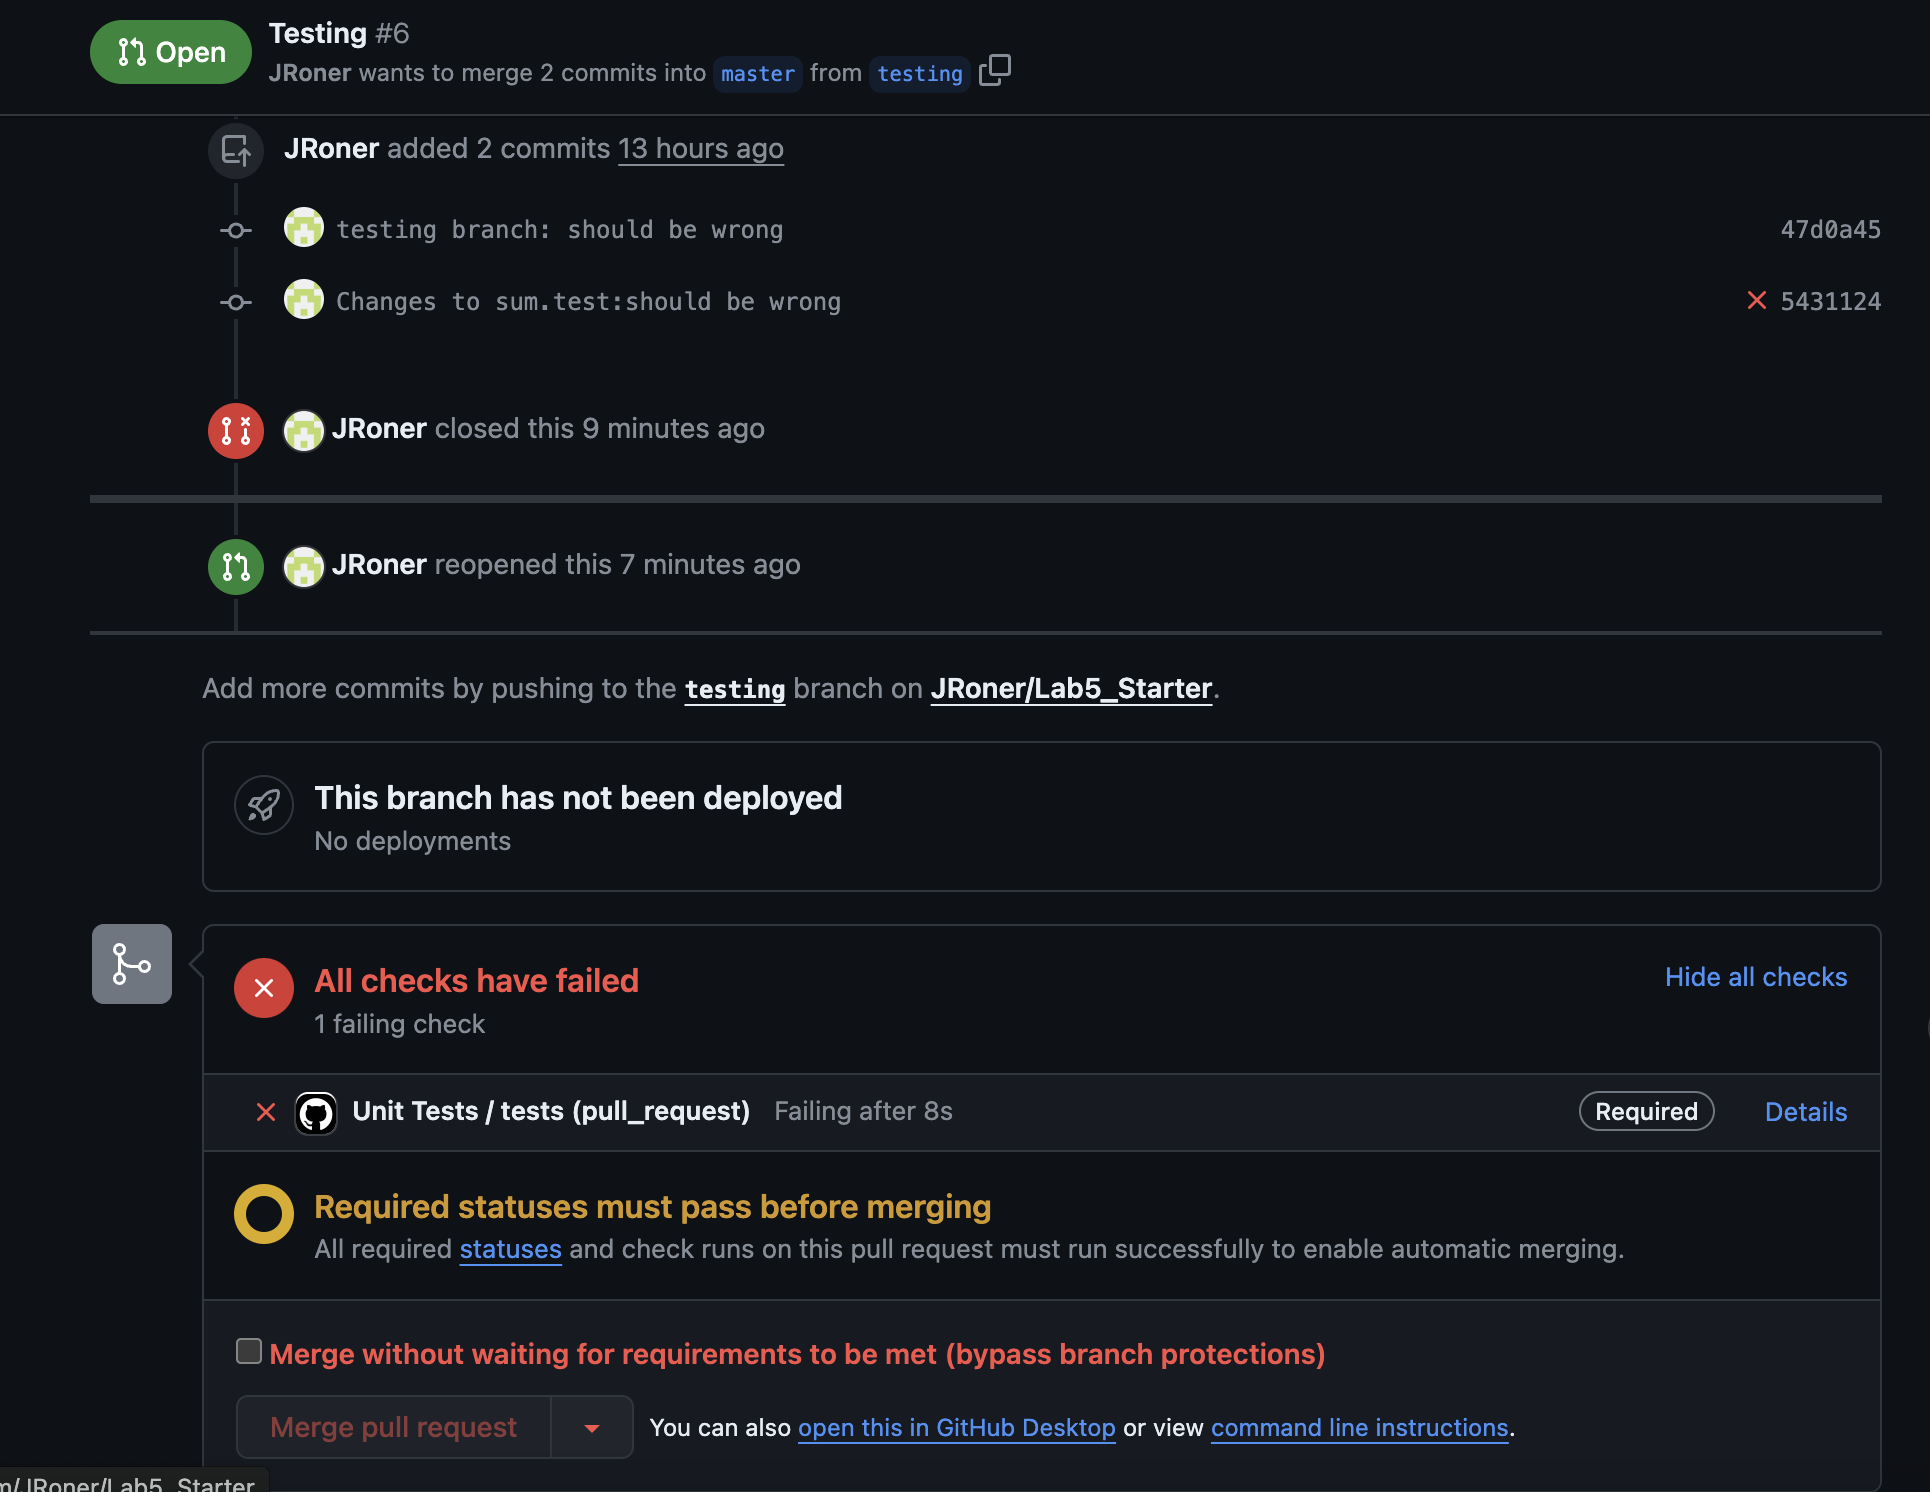 Open
Testing #6
JRoner wants to merge 2 commits into master from testing
JRoner added 2 commits 13 hours ago
testing branch: should be wrong 47d0a45
Changes to sum.test:should be wrong 5431124
JRoner closed this 9 minutes ago
JRoner reopened this 7 minutes ago
Add more commits by pushing to the testing branch on JRoner/Lab5_Starter.
This branch has not been deployed
No deployments
All checks have failed
Hide all checks
1 failing check
Unit Tests / tests (pull_request) Failing after 8s Required Details
Required statuses must pass before merging
All required statuses and check runs on this pull request must run successfully to enable automatic merging.
Merge without waiting for requirements to be met (bypass branch protections)
Merge pull request You can also open this in GitHub Desktop or view command line instructions.
m/JRoner/Lab5_Starter